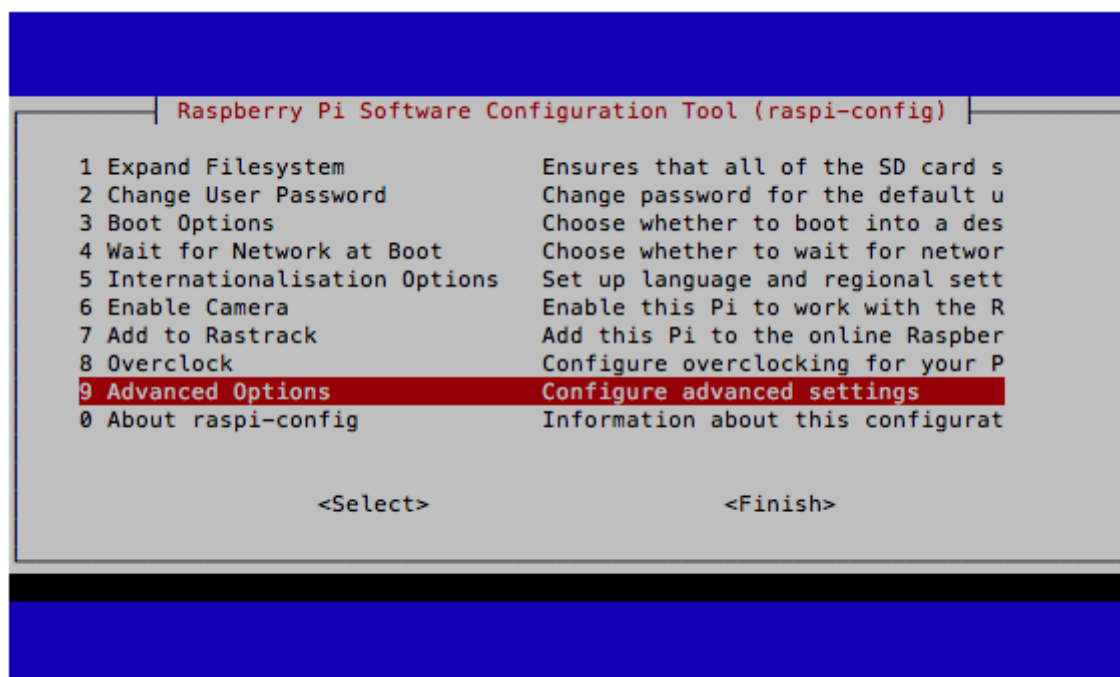 Raspberry Pi Software Configuration Tool (raspi-config)
1 Expand Filesystem Ensures that all of the SD card s
2 Change User Password Change password for the default u
3 Boot Options Choose whether to boot into a des
4 Wait for Network at Boot Choose whether to wait for networ
5 Internationalisation Options Set up language and regional sett
6 Enable Camera Enable this Pi to work with the R
7 Add to Rastrack Add this Pi to the online Raspber
8 Overclock Configure overclocking for your P
9 Advanced Options Configure advanced settings
0 About raspi-config Information about this configurat
<Select> <Finish>